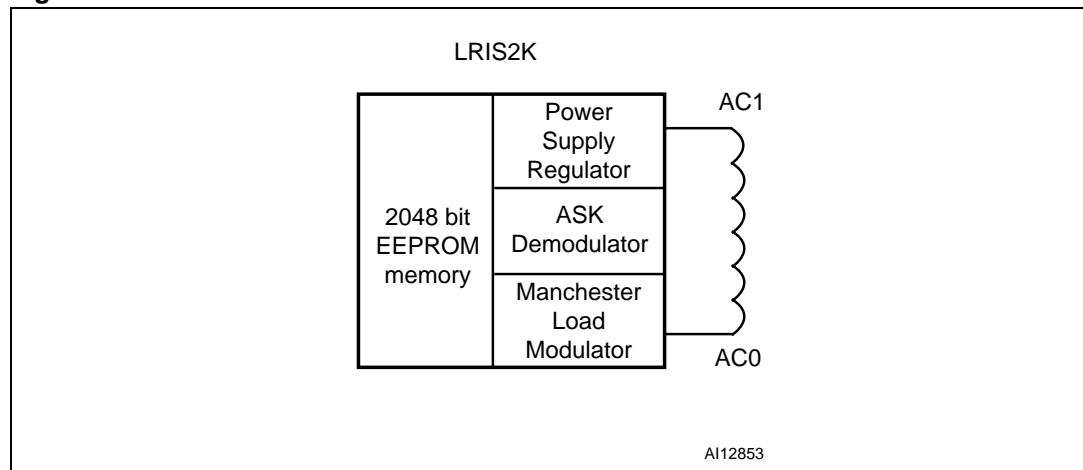 LRIS2K
AC1
Power
Supply
Regulator
2048 bit
EEPROM
memory
ASK
Demodulator
Manchester
Load
Modulator
AC0
AI12853